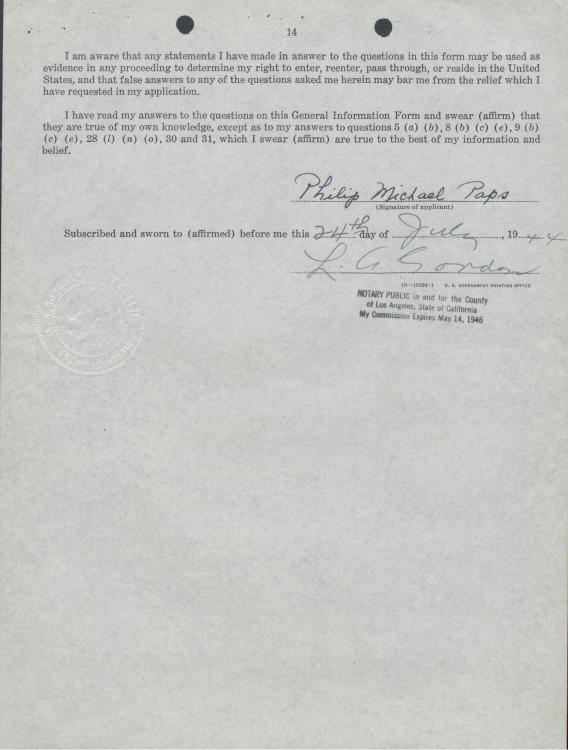 14
I am aware that any statements I have made in answer to the questions in this form may be used as
evidence in any proceeding to determine my right to enter, reenter, pass through, or reside in the United
States, and that false answers to any of the questions asked me herein may bar me from the relief which I
have requested in my application.
I have read my answers to the questions on this General Information Form and swear (affirm) that
they are true of my own knowledge, except as to my answers to questions 5 (a) (b), 8 (b) (c) (e), 9 (b)
(c) (e), 28 (l) (n) (o), 30 and 31, which I swear (affirm) are true to the best of my information and
belief.
Philip Michael Paps
(Signature of applicant)
Subscribed and sworn to (affirmed) before me this 24th day of July, 1944
L. G. Gordon
16—19334-1 U. S. GOVERNMENT PRINTING OFFICE
NOTARY PUBLIC in and for the County
of Los Angeles, State of California
My Commission Expires May 14, 1946